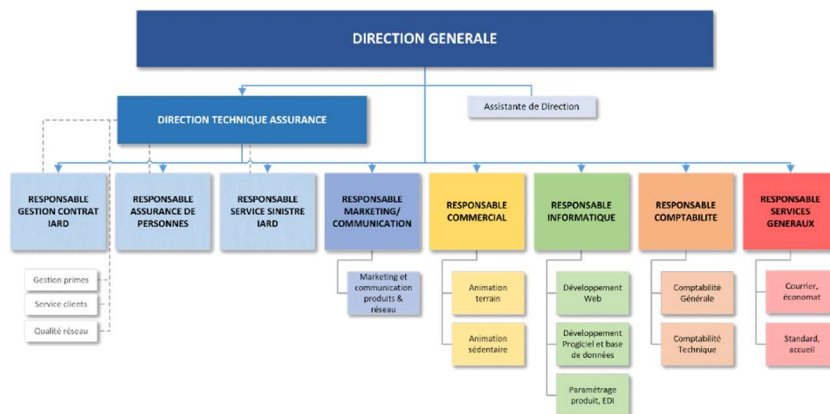 DIRECTION GENERALE
Assistante de Direction
DIRECTION TECHNIQUE ASSURANCE
RESPONSABLE
GESTION CONTRAT
IARD
RESPONSABLE
ASSURANCE DE
PERSONNES
RESPONSABLE
SERVICE SINISTRE
IARD
RESPONSABLE
MARKETING/
COMMUNICATION
RESPONSABLE
COMMERCIAL
RESPONSABLE
INFORMATIQUE
RESPONSABLE
COMPTABILITE
RESPONSABLE
SERVICES
GENERAUX
Gestion primes
Service clients
Qualité réseau
Marketing et
communication
produits &
réseau
Animation
terrain
Animation
sédentaire
Développement
Web
Développement
Progiciel et base
de données
Paramétrage
produit, EDI
Comptabilité
Générale
Comptabilité
Technique
Courrier,
économat
Standard,
accueil